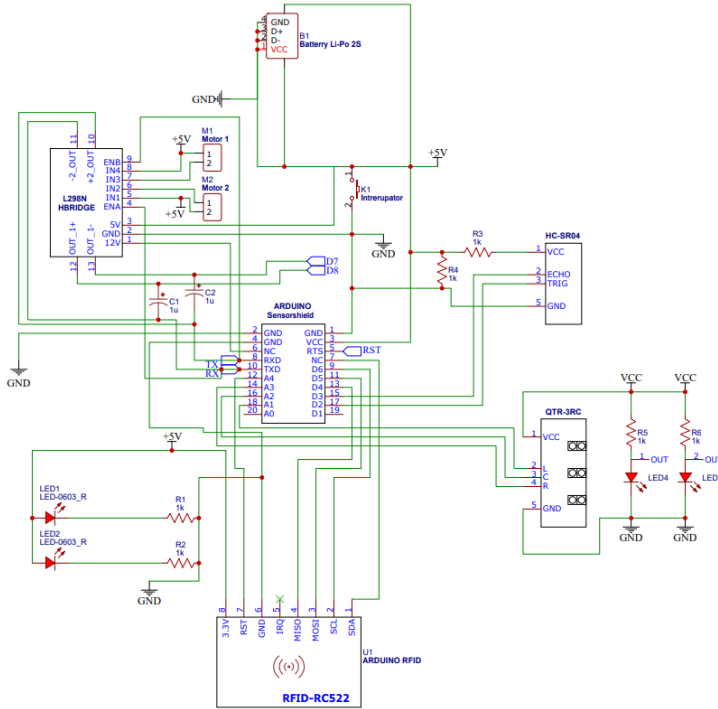 4 GND
3 D+
2 D-
1 VCC
B1
Batterry Li-Po 2S
GND
+5V
M1
Motor 1
1
2
M2
Motor 2
1
2
+5V
11
10
-2_OUT
+2_OUT
ENB 9
IN4 8
IN3 7
IN2 6
IN1 5
ENA 4
5V 3
GND 2
12V 1
L298N
HBRIDGE
OUT_1+
OUT_1-
12
13
1
K1
Interupator
2
+5V
GND
R3
1k
R4
1k
HC-SR04
1 VCC
2 ECHO
3 TRIG
5 GND
D7
D8
C1
1u
C2
1u
ARDUINO
Sensorshield
2 GND
4 GND
6 NC
8 RXD
10 TXD
12 A4
14 A3
16 A2
18 A1
20 A0
GND 1
VCC 3
RTS 5
NC 7
D6 9
D5 11
D4 13
D3 15
D2 17
D1 19
RST
TX
RX
GND
QTR-3RC
1 VCC
2 L
3 C
4 R
5 GND
VCC
VCC
R5
1k
R6
1k
1 OUT
2 OU
LED4
LED
GND
GND
+5V
LED1
LED-0603_R
R1
1k
LED2
LED-0603_R
R2
1k
GND
8 3.3V
7 RST
6 GND
5 IRQ
4 MISO
3 MOSI
2 SCL
1 SDA
U1
ARDUINO RFID
RFID-RC522